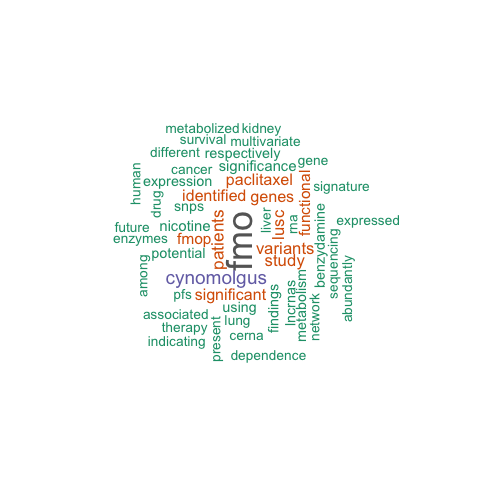 metabolized kidney
survival multivariate
different respectively
cancer significance gene
human expression paclitaxel functional signature
drug snps identified genes
future nicotine patients fmo liver lusc rna benzydamine expressed
enzymes fmop variants
among potential study sequencing abundantly
cynomolgus
pfs significant findings lncrnas metabolism network
associated using
therapy lung
indicating present cerna
dependence